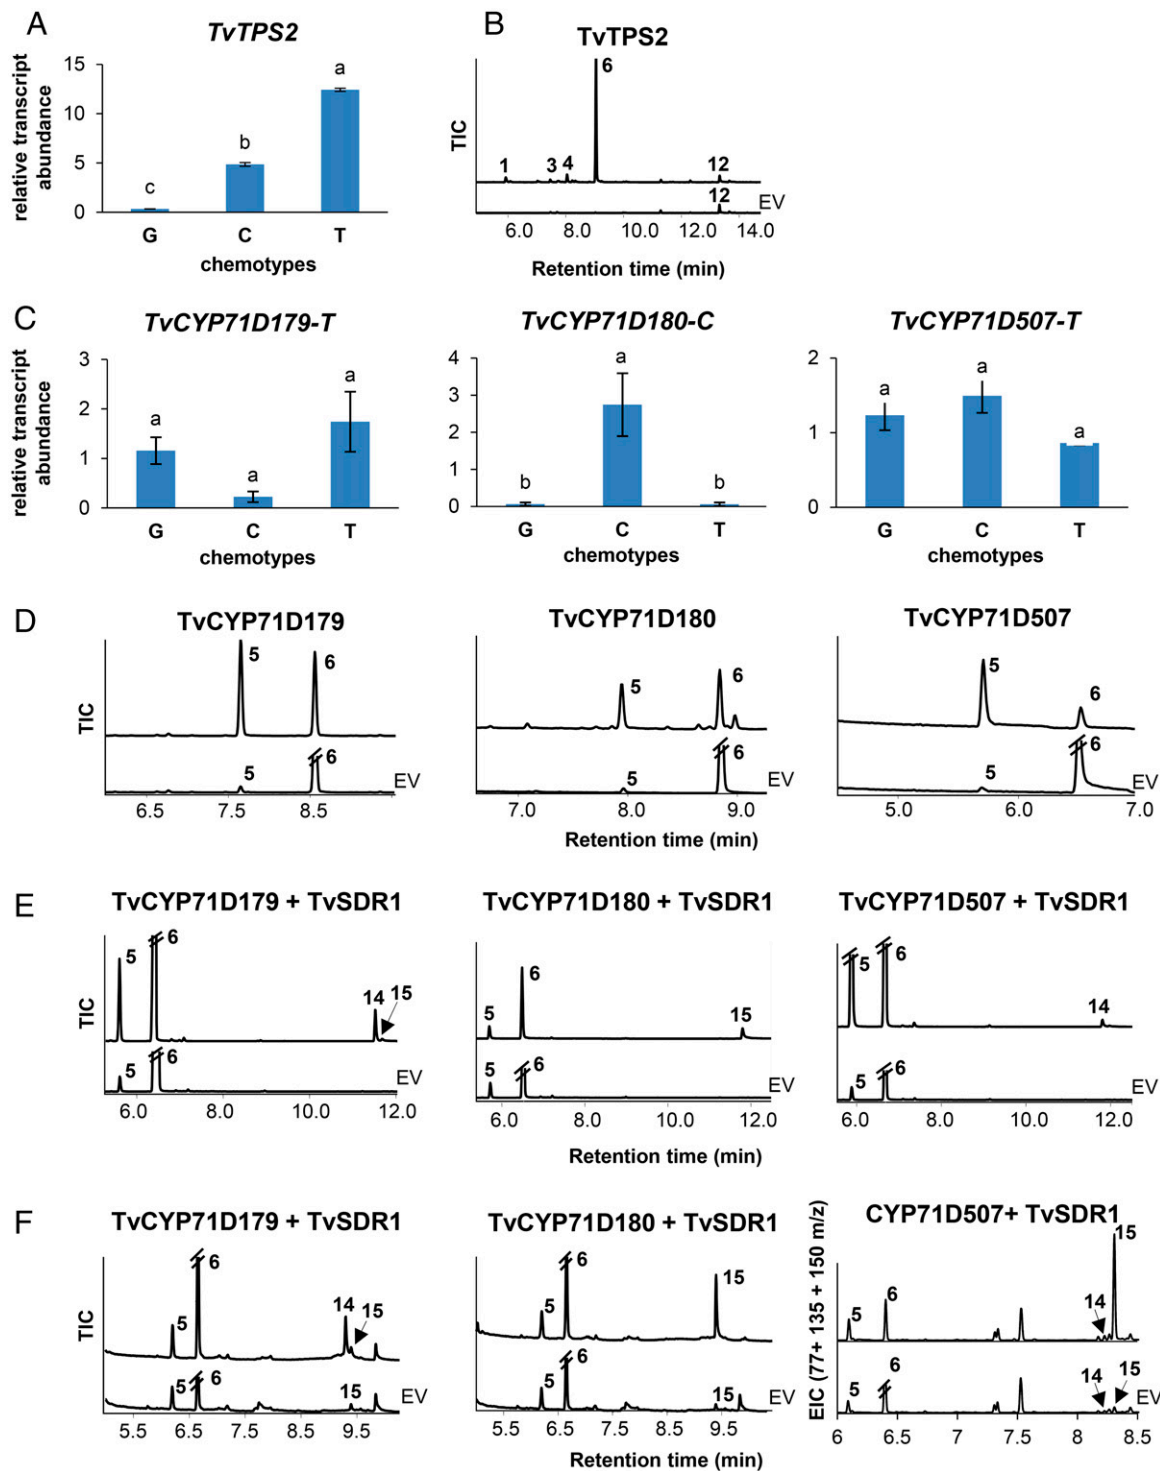 A
TvTPS2
relative transcript
abundance
15
10
5
0
c
b
a
G C T
chemotypes
B
TvTPS2
TIC
6
1 3 4 12
12
EV
6.0 8.0 10.0 12.0 14.0
Retention time (min)
C
TvCYP71D179-T
relative transcript
abundance
3
2
1
0
a a a
G C T
chemotypes
TvCYP71D180-C
4
3
2
1
0
b a b
G C T
chemotypes
TvCYP71D507-T
2
1
0
a a a
G C T
chemotypes
D
TvCYP71D179
TIC
5 6
5 6
EV
6.5 7.5 8.5
TvCYP71D180
5 6
5 6
EV
7.0 8.0 9.0
Retention time (min)
TvCYP71D507
5 6
5 6
EV
5.0 6.0 7.0
E
TvCYP71D179 + TvSDR1
TIC
5 6 14 15
5 6
EV
6.0 8.0 10.0 12.0
TvCYP71D180 + TvSDR1
5 6 15
5 6
EV
6.0 8.0 10.0 12.0
Retention time (min)
TvCYP71D507 + TvSDR1
5 6 14
5 6
EV
6.0 8.0 10.0 12.0
F
TvCYP71D179 + TvSDR1
TIC
5 6 14 15
5 6 15
EV
5.5 6.5 7.5 8.5 9.5
TvCYP71D180 + TvSDR1
5 6 15
5 6 15
EV
5.5 6.5 7.5 8.5 9.5
Retention time (min)
CYP71D507+ TvSDR1
EIC (77+ 135 + 150 m/z)
5 6 14 15
5 6 14 15
EV
6 6.5 7 7.5 8 8.5